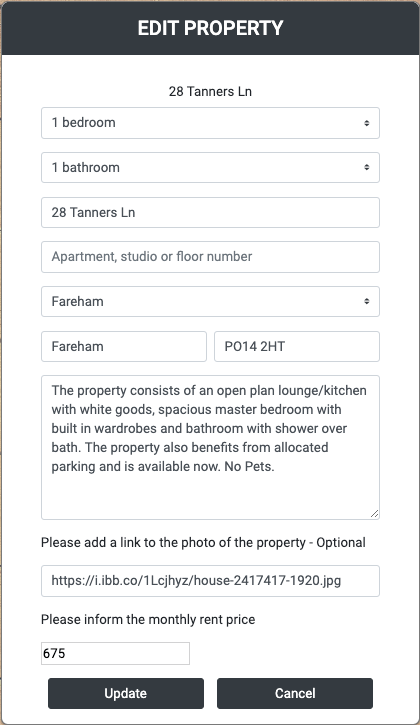 EDIT PROPERTY
28 Tanners Ln
1 bedroom
1 bathroom
28 Tanners Ln
Apartment, studio or floor number
Fareham
Fareham
PO14 2HT
The property consists of an open plan lounge/kitchen
with white goods, spacious master bedroom with
built in wardrobes and bathroom with shower over
bath. The property also benefits from allocated
parking and is available now. No Pets.
Please add a link to the photo of the property - Optional
https://i.ibb.co/1Lcjhyz/house-2417417-1920.jpg
Please inform the monthly rent price
675
Update
Cancel